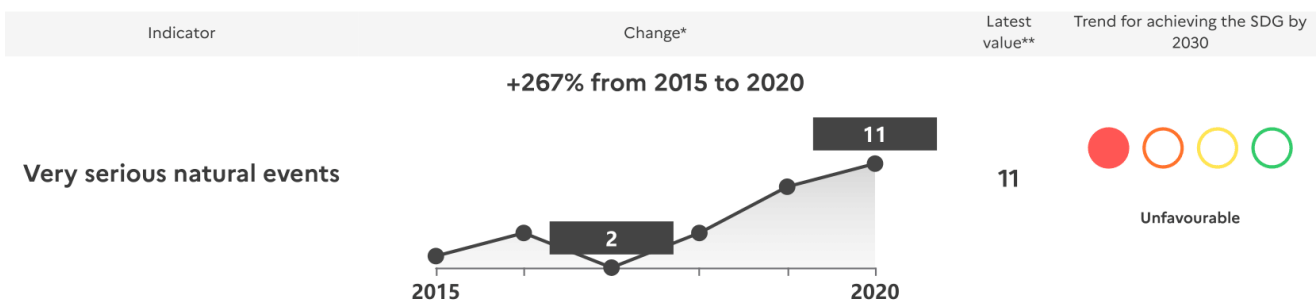 Indicator
Change*
Latest
value**
Trend for achieving the SDG by
2030
+267% from 2015 to 2020
Very serious natural events
11
2
2015
2020
11
Unfavourable